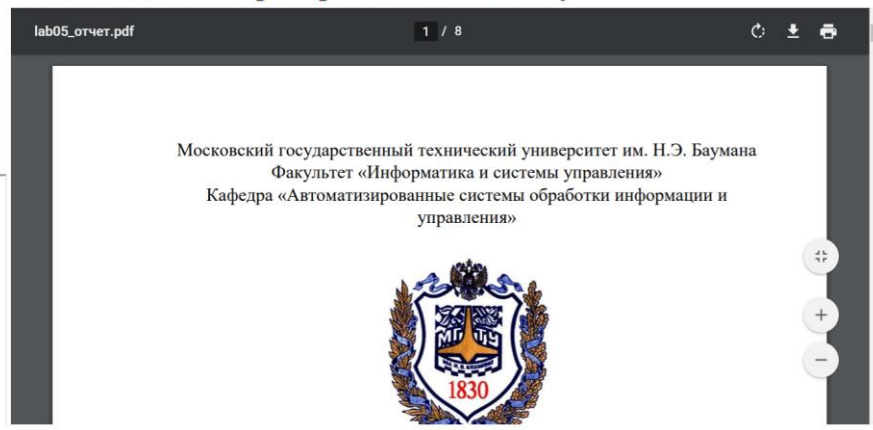 lab05_отчет.pdf
1 / 8
Московский государственный технический университет им. Н.Э. Баумана
Факультет «Информатика и системы управления»
Кафедра «Автоматизированные системы обработки информации и
управления»
МГТУ
1830